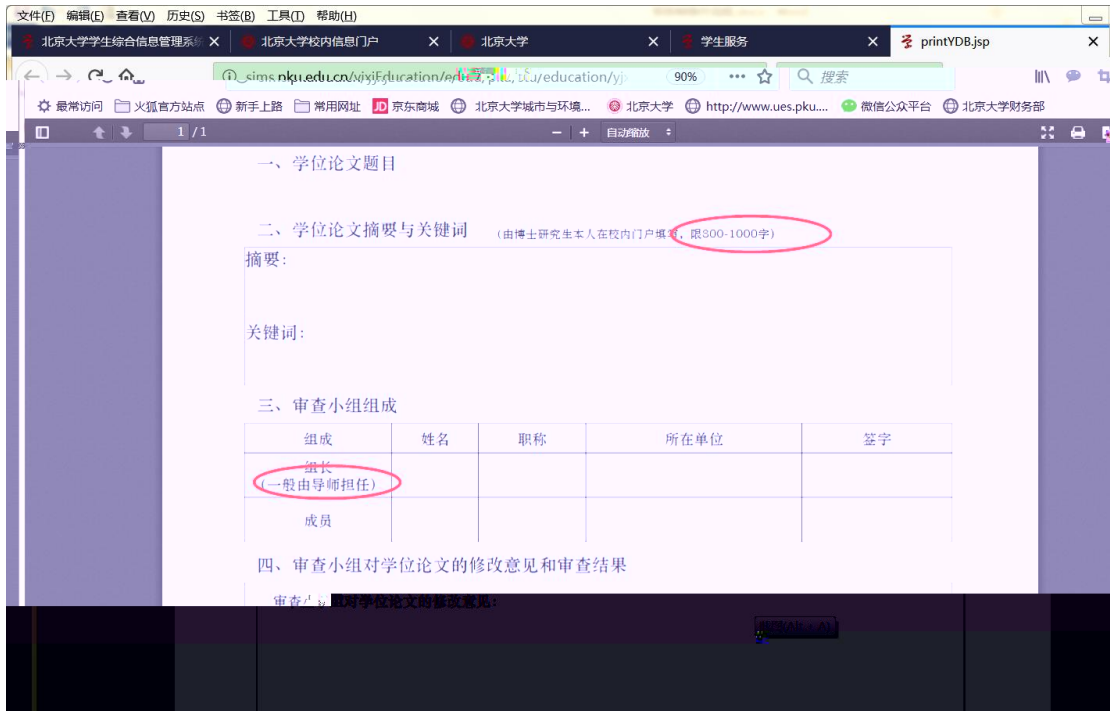 文件(F) 编辑(E) 查看(V) 历史(S) 书签(B) 工具(T) 帮助(H)
北京大学学生综合信息管理系统 北京大学校内信息门户 北京大学 学生服务 printYDB.jsp
90% 搜索
最常访问 火狐官方站点 新手上路 常用网址 JD 京东商城 北京大学城市与环境... 北京大学 http://www.ues.pku.... 微信公众平台 北京大学财务部
1 / 1 自动缩放
一、学位论文题目
二、学位论文摘要与关键词 (由博士研究生本人在校内门户填写，限800-1000字)
摘要：
关键词：
三、审查小组组成
组成 姓名 职称 所在单位 签字
组长
(一般由导师担任)
成员
四、审查小组对学位论文的修改意见和审查结果
审查小组对学位论文的修改意见：